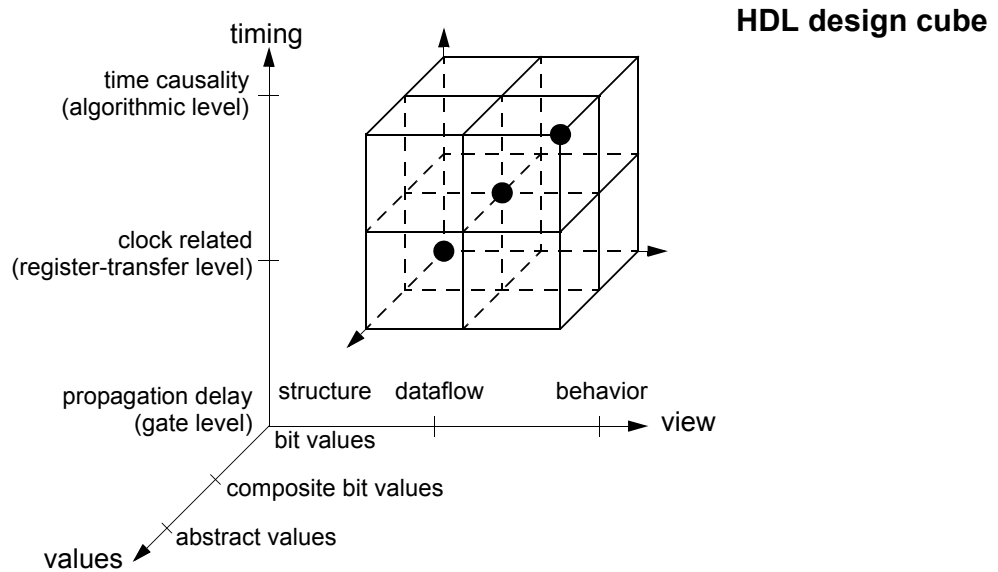 HDL design cube
timing
time causality
(algorithmic level)
clock related
(register-transfer level)
propagation delay
(gate level)
structure
dataflow
behavior
view
bit values
composite bit values
abstract values
values